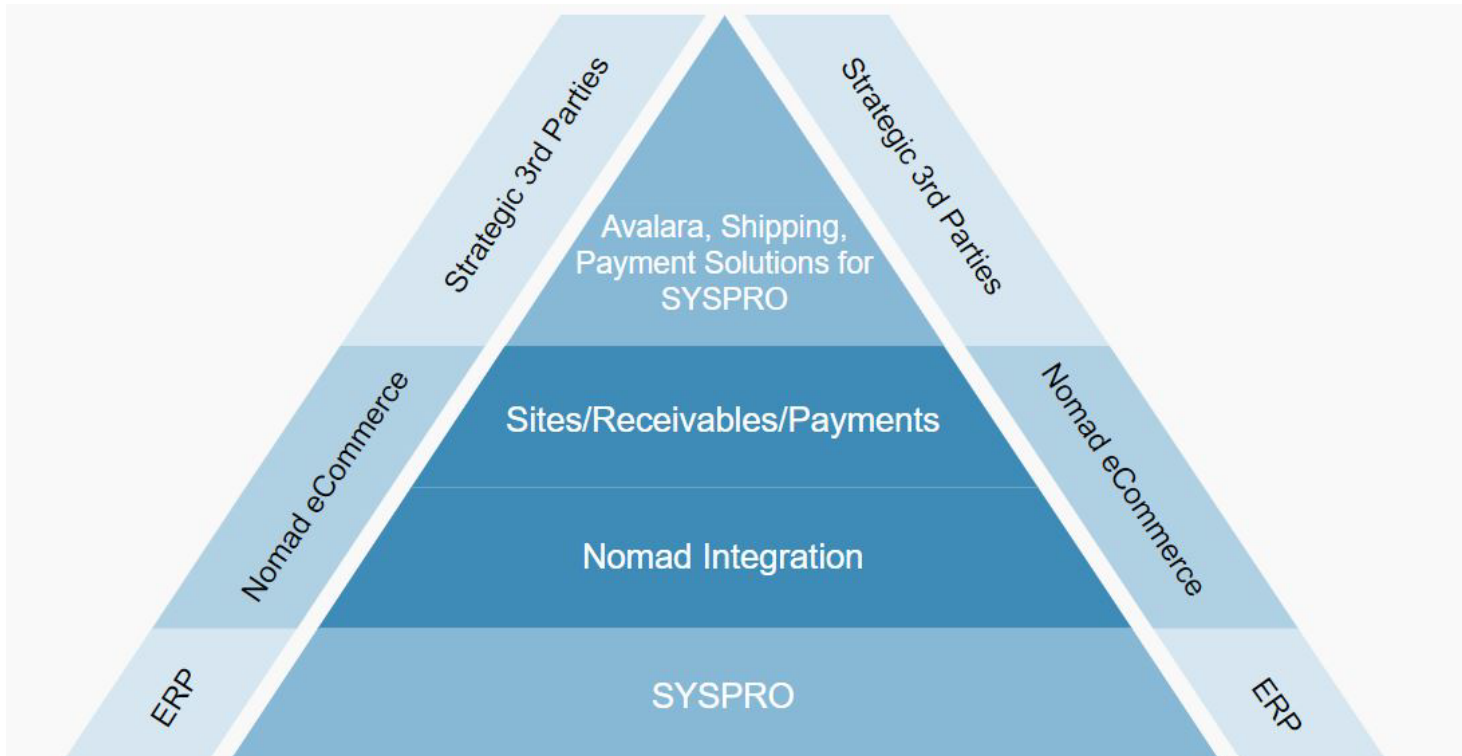 Strategic 3rd Parties
Strategic 3rd Parties
Avalara, Shipping,
Payment Solutions for
SYSPRO
Nomad eCommerce
Sites/Receivables/Payments
Nomad eCommerce
Nomad Integration
ERP
SYSPRO
ERP